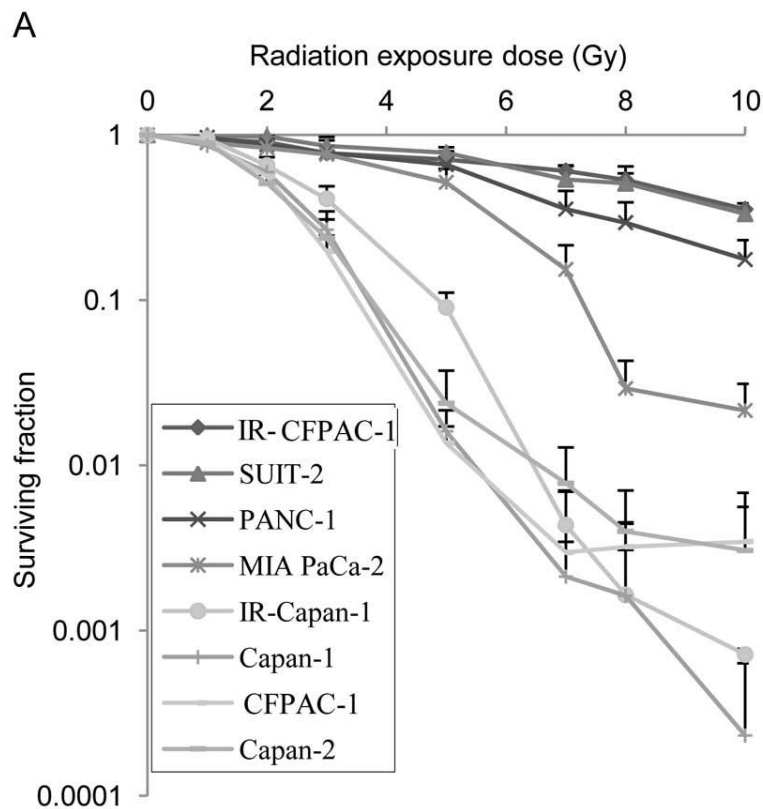 A
Radiation exposure dose (Gy)
0 2 4 6 8 10
1
0.1
0.01
0.001
0.0001
Surviving fraction
IR-CFPAC-1
SUIT-2
PANC-1
MIA PaCa-2
IR-Capan-1
Capan-1
CFPAC-1
Capan-2